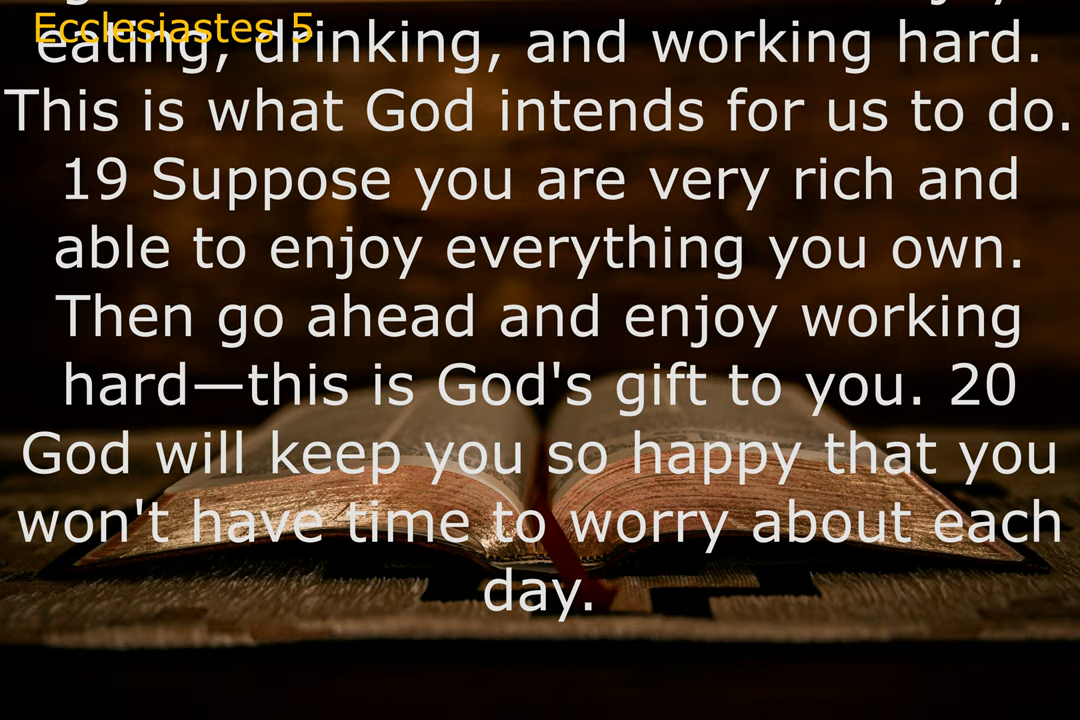 Ecclesiastes 5
eating, drinking, and working hard.
This is what God intends for us to do.
19 Suppose you are very rich and
able to enjoy everything you own.
Then go ahead and enjoy working
hard—this is God's gift to you. 20
God will keep you so happy that you
won't have time to worry about each
day.